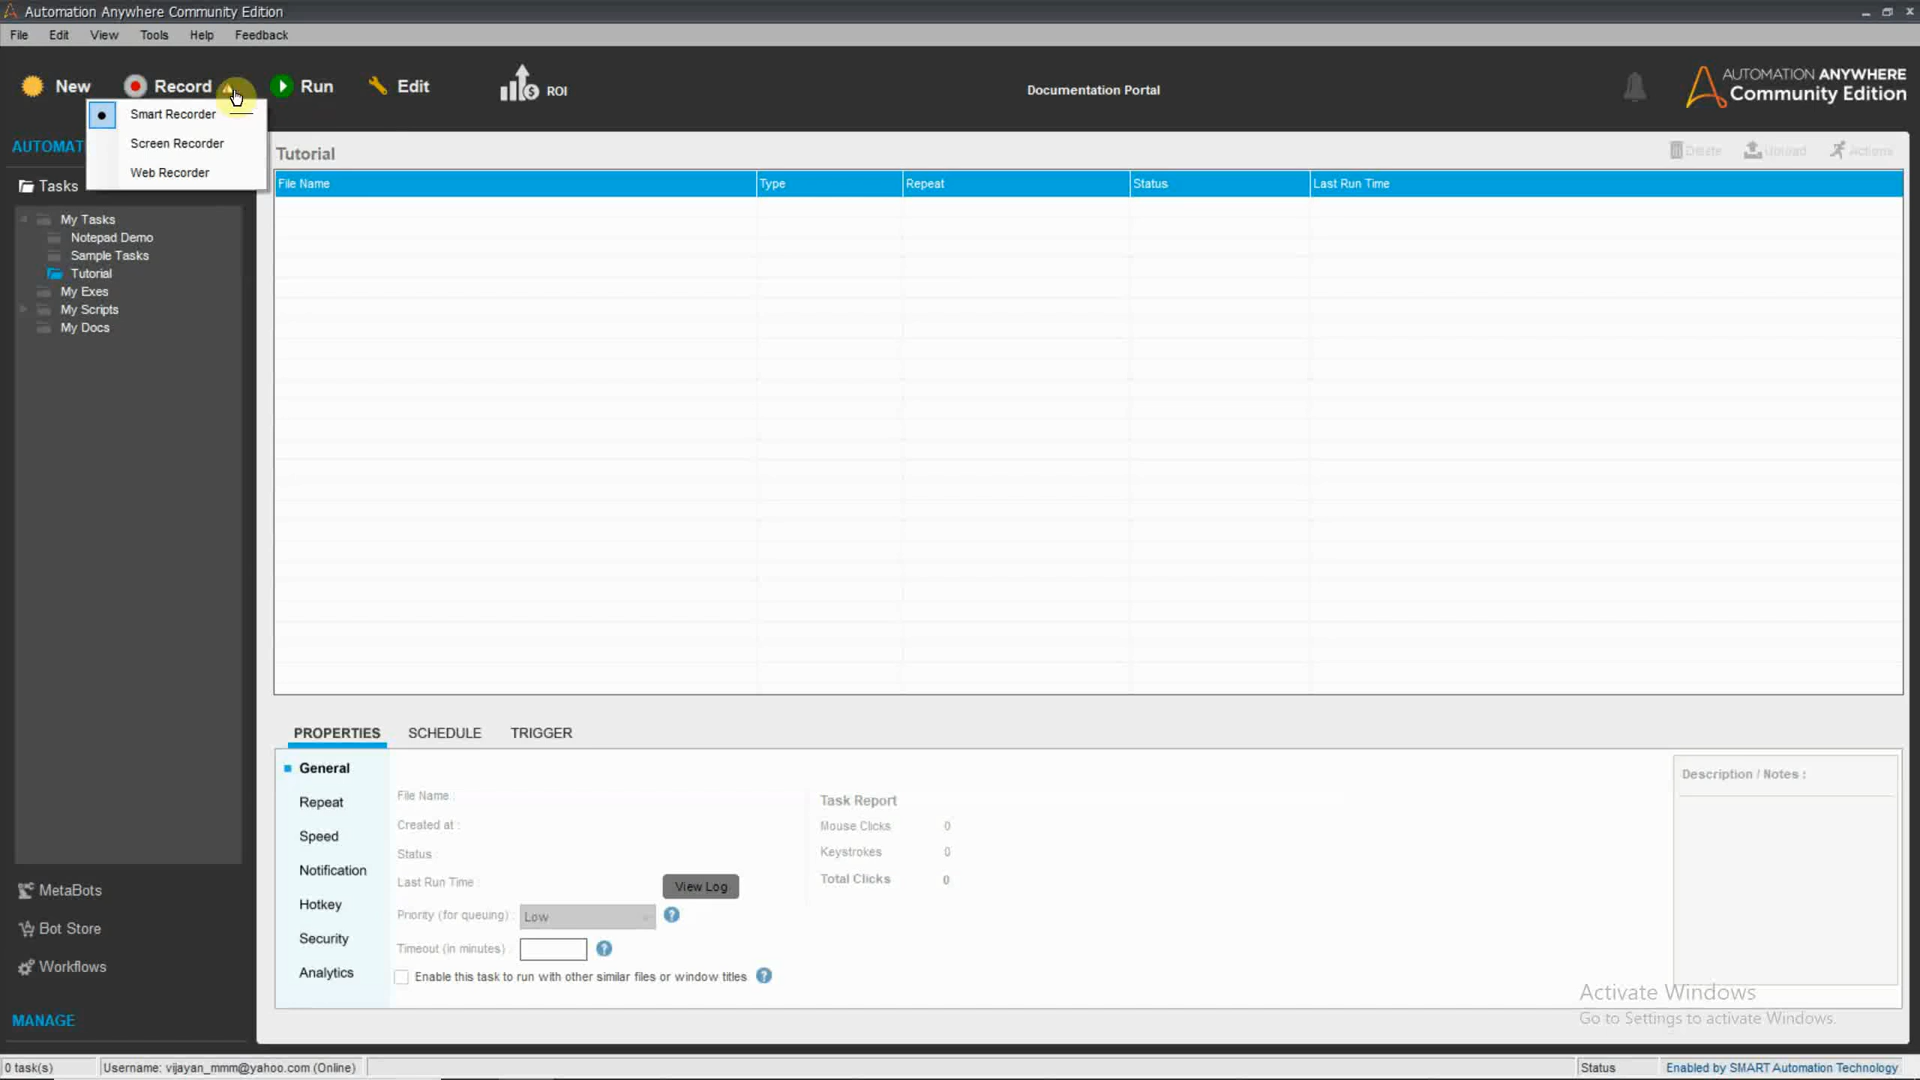 Automation Anywhere Community Edition
File Edit View Tools Help Feedback
New Record Run Edit ROI Documentation Portal AUTOMATION ANYWHERE
Community Edition
Smart Recorder
Screen Recorder
Web Recorder
AUTOMAT
Tasks
My Tasks
Notepad Demo
Sample Tasks
Tutorial
My Exes
My Scripts
My Docs
MetaBots
Bot Store
Workflows
MANAGE
Tutorial Delete Upload Actions
File Name Type Repeat Status Last Run Time
PROPERTIES SCHEDULE TRIGGER
General
Repeat
Speed
Notification
Hotkey
Security
Analytics
File Name
Created at :
Status
Last Run Time View Log
Priority (for queuing) : Low ?
Timeout (in minutes) ?
Enable this task to run with other similar files or window titles ?
Task Report
Mouse Clicks 0
Keystrokes 0
Total Clicks 0
Description / Notes :
Activate Windows
Go to Settings to activate Windows.
0 task(s) Username: vijayan_mmm@yahoo.com (Online) Status Enabled by SMART Automation Technology